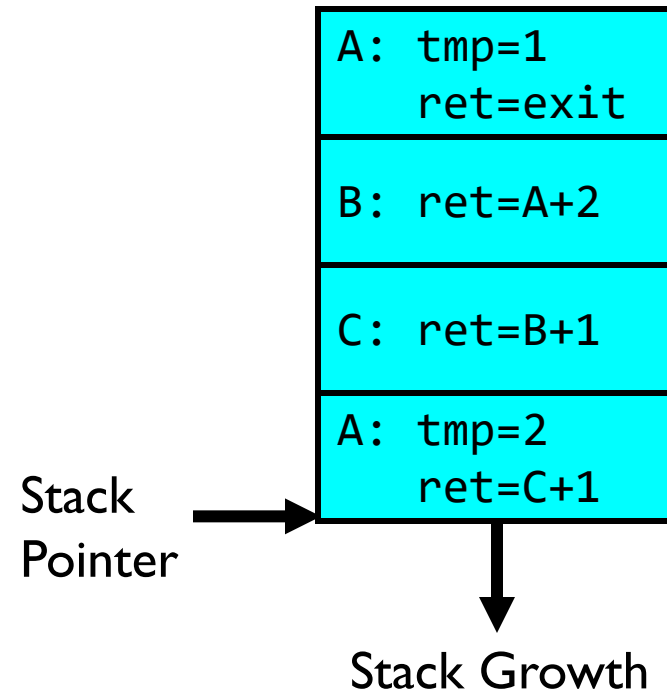 A: tmp=1
ret=exit
B: ret=A+2
C: ret=B+1
A: tmp=2
ret=C+1
Stack
Pointer
Stack Growth